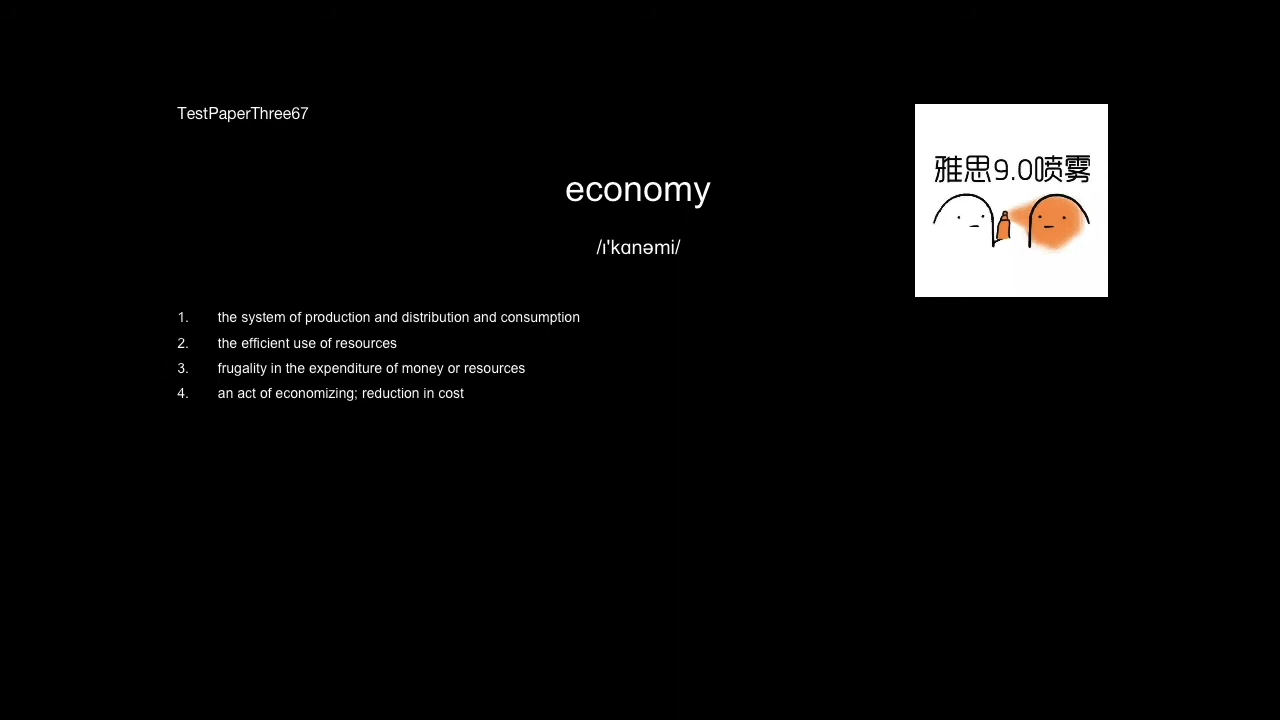 TestPaperThree67
雅思9.0喷雾
economy
/ɪ'kɑnəmi/
1. the system of production and distribution and consumption
2. the efficient use of resources
3. frugality in the expenditure of money or resources
4. an act of economizing; reduction in cost